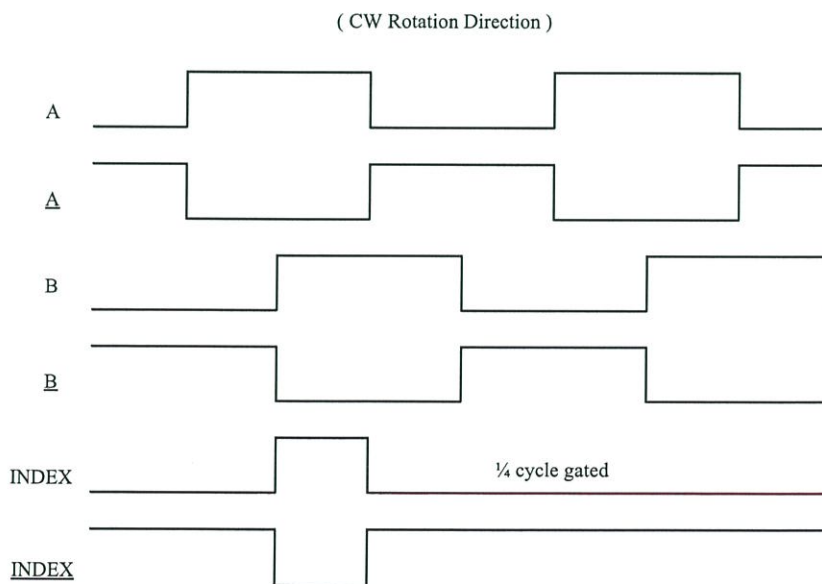 ( CW Rotation Direction )
A
A
B
B
INDEX
¼ cycle gated
INDEX